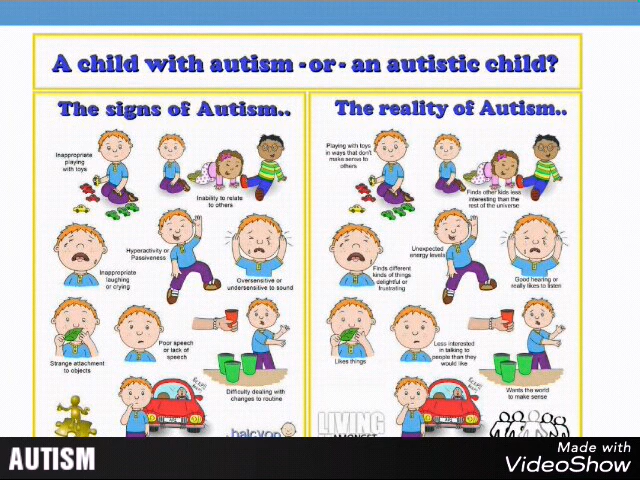 A child with autism -or- an autistic child?
The signs of Autism..
Inappropriate
playing
with toys
Inability to relate
to others
Hyperactivity or
Passiveness
Inappropriate
laughing
or crying
Oversensitive or
undersensitive to sound
Strange attachment
to objects
Poor speech
or lack of
speech
Difficulty dealing with
changes to routine
halcyon
The reality of Autism..
Playing with toys
in ways that don't
make sense to
others
Finds other kids less
interesting than the
rest of the universe
Unexpected
energy levels
Finds different
kinds of things
delightful or
frustrating
Good hearing or
really likes to listen
Likes things
Less interested
in talking to
people than they
would like
Wants the world
to make sense
LIVING
AUTISM
Made with
VideoShow